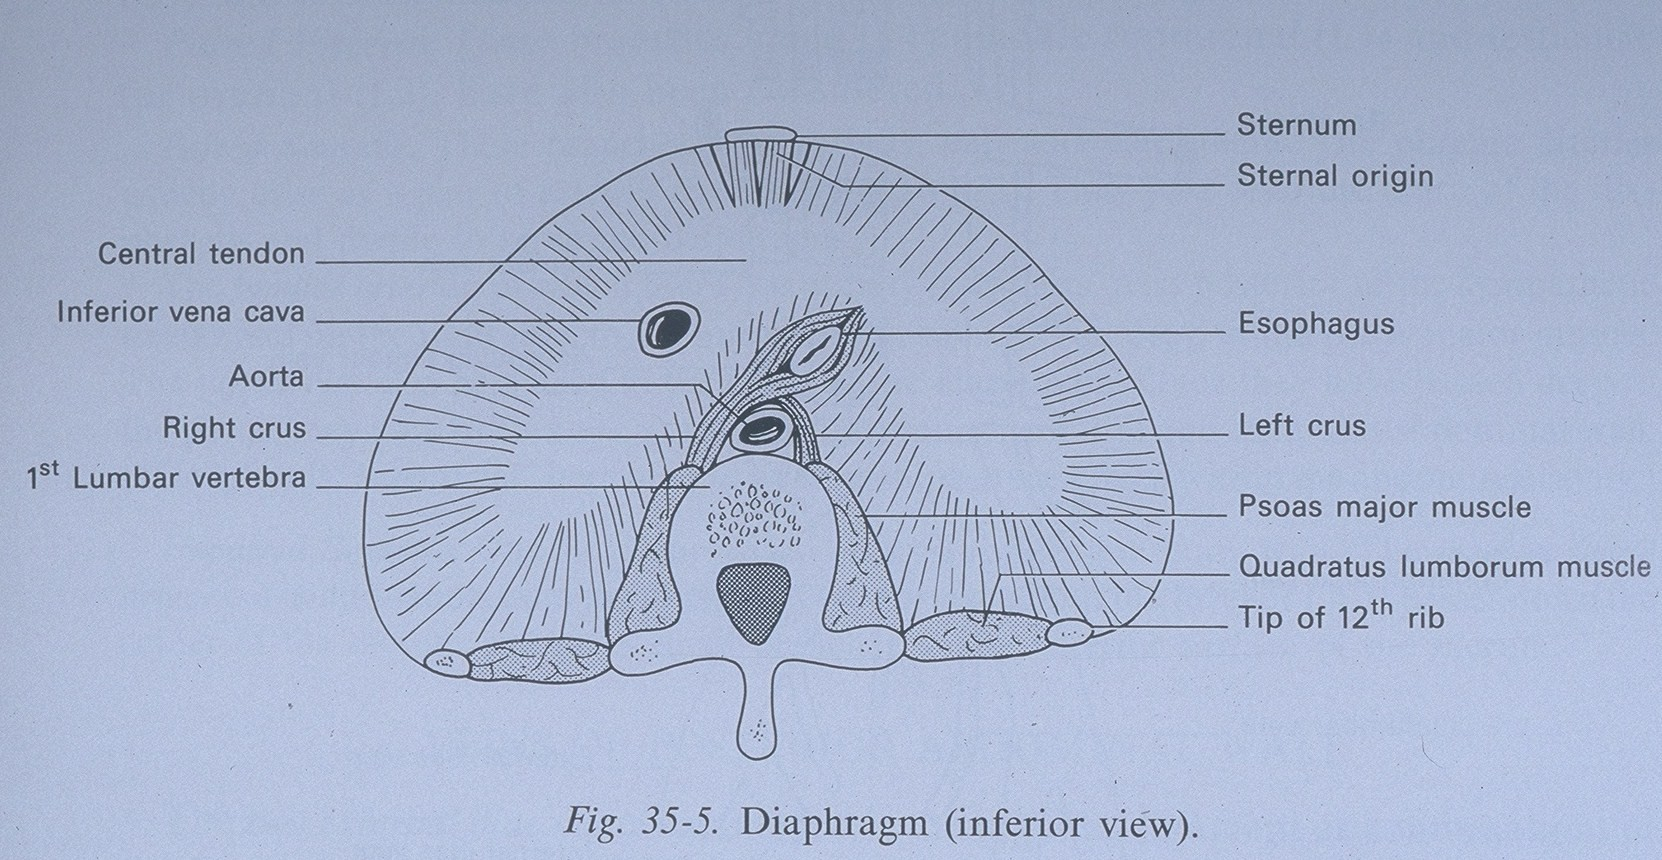 Sternum
Sternal origin
Central tendon
Inferior vena cava
Esophagus
Aorta
Right crus
Left crus
1st Lumbar vertebra
Psoas major muscle
Quadratus lumborum muscle
Tip of 12th rib
Fig. 35-5. Diaphragm (inferior view).